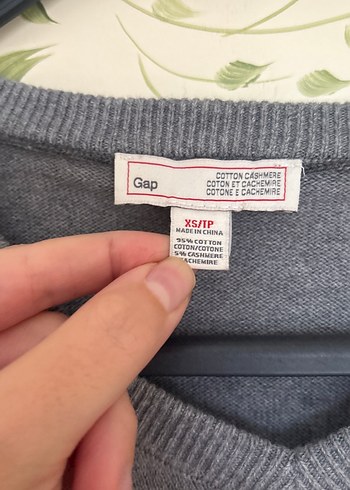 Gap
COTTON CASHMERE
COTON ET CACHEMIRE
COTONE E CACHEMIRE
XS/TP
MADE IN CHINA
95% COTTON
COTON/COTONE
5% CASHMERE
CACHEMIRE